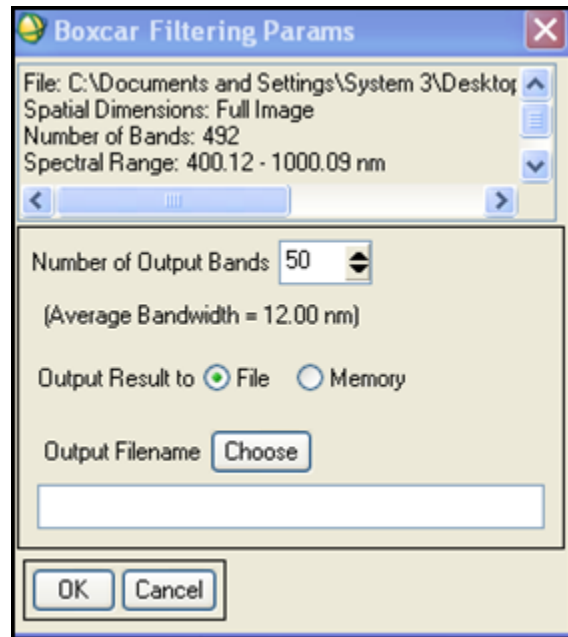 Boxcar Filtering Params
File: C:\Documents and Settings\System 3\Desktop
Spatial Dimensions: Full Image
Number of Bands: 492
Spectral Range: 400.12 - 1000.09 nm
Number of Output Bands 50
(Average Bandwidth = 12.00 nm)
Output Result to File Memory
Output Filename Choose
OK Cancel